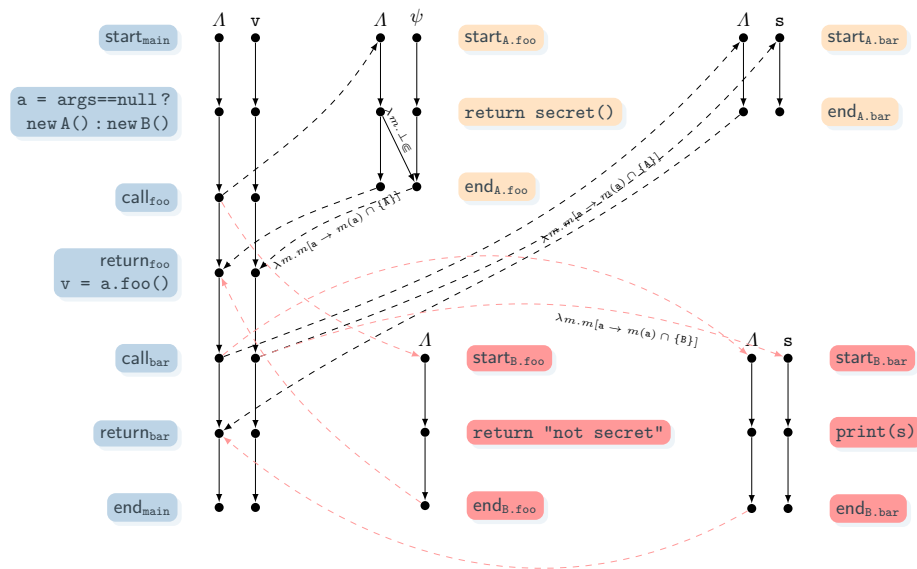 Λ v Λ ψ Λ s
start_main start_A.foo start_A.bar
a = args==null ?
new A() : new B()
return secret() end_A.bar
λm.⊤⋒
call_foo end_A.foo
λm.m[a → m(a) ∩ {A}]
λm.m[a → m(a) ∩ {A}]
return_foo
v = a.foo()
λm.m[a → m(a) ∩ {B}]
Λ Λ s
call_bar start_B.foo start_B.bar
return_bar return "not secret" print(s)
end_main end_B.foo end_B.bar